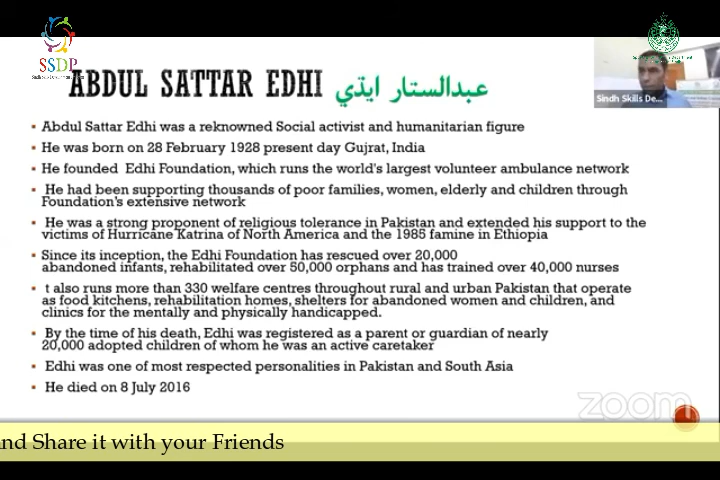 SSDP
ABDUL SATTAR EDHI عبدالستار ايڌي
Sindh Skills De...
▪ Abdul Sattar Edhi was a reknowned Social activist and humanitarian figure
▪ He was born on 28 February 1928 present day Gujrat, India
▪ He founded Edhi Foundation, which runs the world's largest volunteer ambulance network
▪ He had been supporting thousands of poor families, women, elderly and children through
Foundation's extensive network
▪ He was a strong proponent of religious tolerance in Pakistan and extended his support to the
victims of Hurricane Katrina of North America and the 1985 famine in Ethiopia
▪ Since its inception, the Edhi Foundation has rescued over 20,000
abandoned infants, rehabilitated over 50,000 orphans and has trained over 40,000 nurses
▪ t also runs more than 330 welfare centres throughout rural and urban Pakistan that operate
as food kitchens, rehabilitation homes, shelters for abandoned women and children, and
clinics for the mentally and physically handicapped.
▪ By the time of his death, Edhi was registered as a parent or guardian of nearly
20,000 adopted children of whom he was an active caretaker
▪ Edhi was one of most respected personalities in Pakistan and South Asia
▪ He died on 8 July 2016
zoom
nd Share it with your Friends